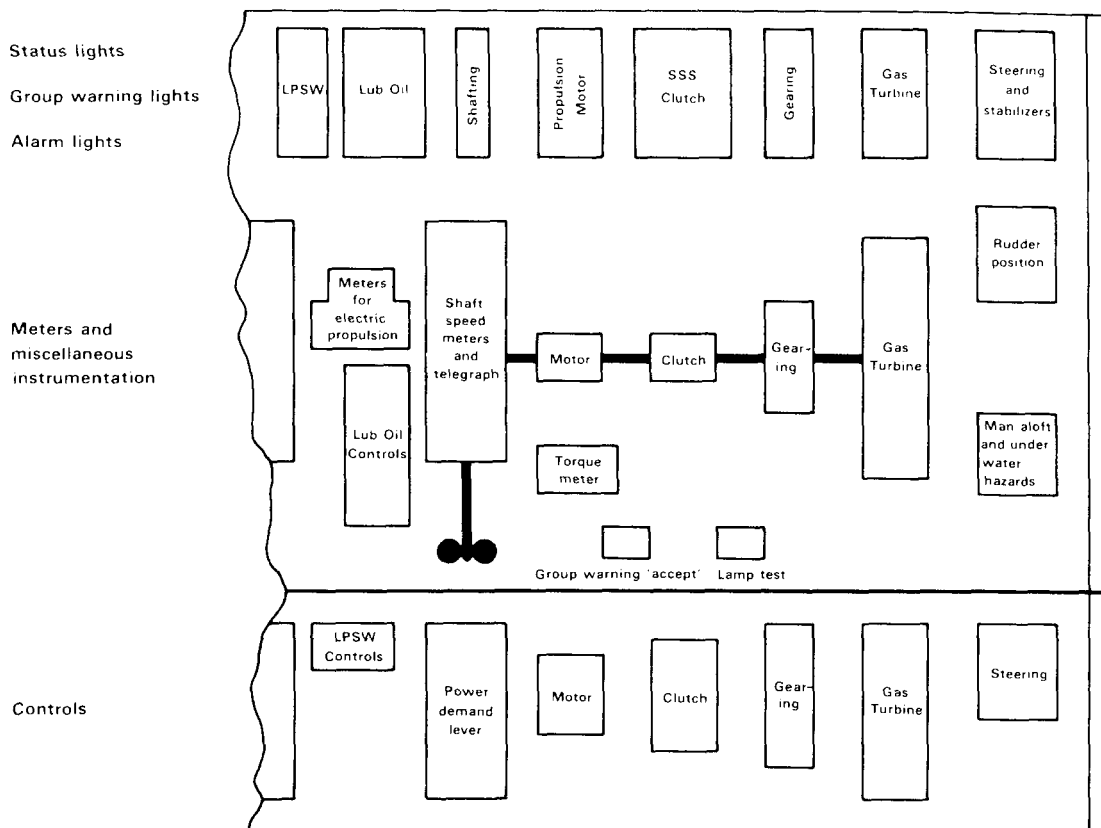 Status lights
Group warning lights
Alarm lights
LPSW
Lub Oil
Shafting
Propulsion
Motor
SSS
Clutch
Gearing
Gas
Turbine
Steering
and
stabilizers
Meters and
miscellaneous
instrumentation
Meters
for
electric
propulsion
Lub Oil
Controls
Shaft
speed
meters
and
telegraph
Motor
Clutch
Gear-
ing
Gas
Turbine
Rudder
position
Torque
meter
Man aloft
and under
water
hazards
Group warning 'accept'
Lamp test
Controls
LPSW
Controls
Power
demand
lever
Motor
Clutch
Gear-
ing
Gas
Turbine
Steering